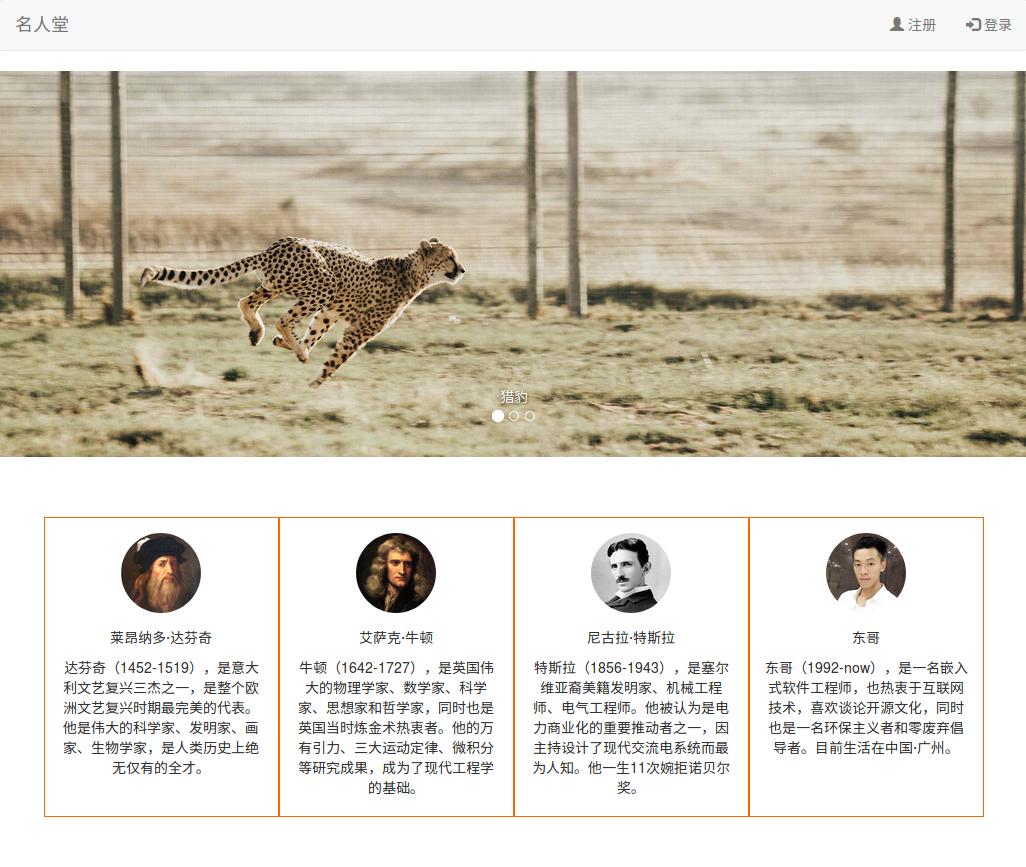 名人堂
注册 登录
猎豹
莱昂纳多·达芬奇
达芬奇（1452-1519），是意大
利文艺复兴三杰之一，是整个欧
洲文艺复兴时期最完美的代表。
他是伟大的科学家、发明家、画
家、生物学家，是人类历史上绝
无仅有的全才。
艾萨克·牛顿
牛顿（1642-1727），是英国伟
大的物理学家、数学家、科学
家、思想家和哲学家，同时也是
英国当时炼金术热衷者。他的万
有引力、三大运动定律、微积分
等研究成果，成为了现代工程学
的基础。
尼古拉·特斯拉
特斯拉（1856-1943），是塞尔
维亚裔美籍发明家、机械工程
师、电气工程师。他被认为是电
力商业化的重要推动者之一，因
主持设计了现代交流电系统而最
为人知。他一生11次婉拒诺贝尔
奖。
东哥
东哥（1992-now），是一名嵌入
式软件工程师，也热衷于互联网
技术，喜欢谈论开源文化，同时
也是一名环保主义者和零废弃倡
导者。目前生活在中国·广州。